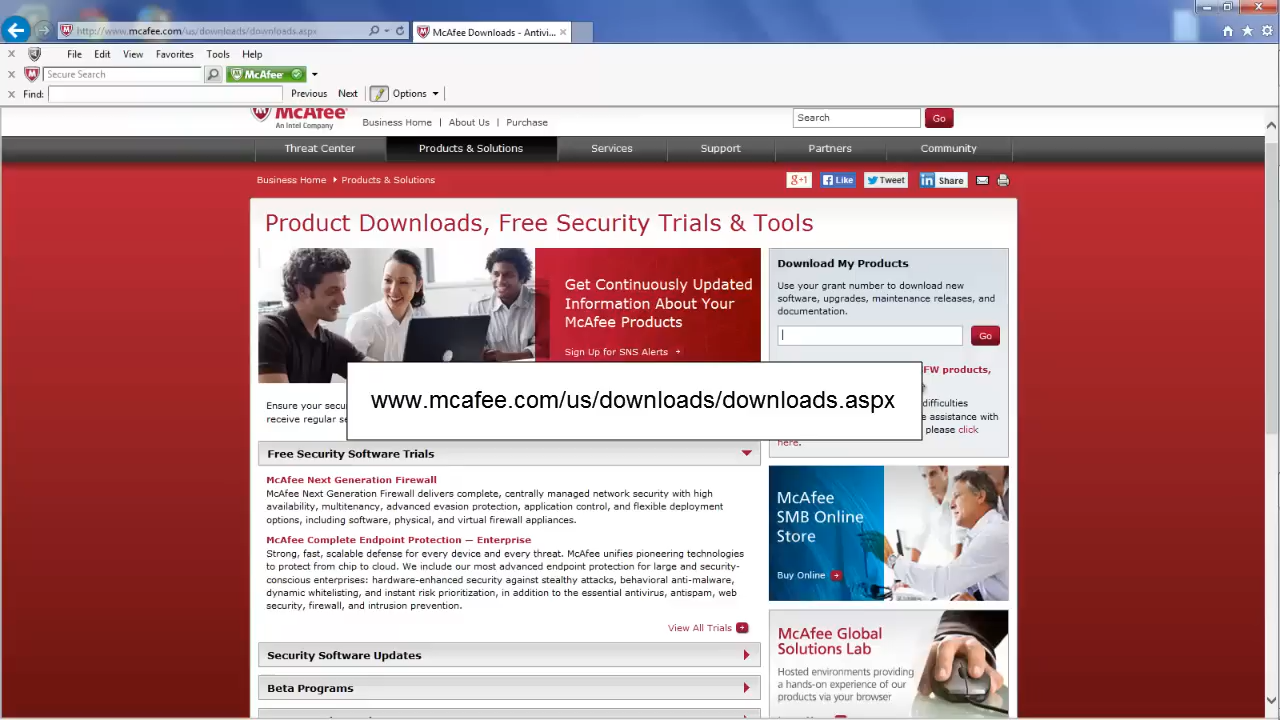 http://www.mcafee.com/us/downloads/downloads.aspx
McAfee Downloads - Antivi...
File Edit View Favorites Tools Help
Secure Search
McAfee
Find:
Previous Next Options
McAfee
An Intel Company
Business Home | About Us | Purchase
Search
Go
Threat Center
Products & Solutions
Services
Support
Partners
Community
Business Home
Products & Solutions
g+1
Like
Tweet
in Share
Product Downloads, Free Security Trials & Tools
Get Continuously Updated
Information About Your
McAfee Products
Sign Up for SNS Alerts
Download My Products
Use your grant number to download new
software, upgrades, maintenance releases, and
documentation.
Go
FW products,
difficulties
e assistance with
please click
here.
www.mcafee.com/us/downloads/downloads.aspx
Ensure your secu
receive regular se
Free Security Software Trials
McAfee Next Generation Firewall
McAfee Next Generation Firewall delivers complete, centrally managed network security with high
availability, multitenancy, advanced evasion protection, application control, and flexible deployment
options, including software, physical, and virtual firewall appliances.
McAfee Complete Endpoint Protection — Enterprise
Strong, fast, scalable defense for every device and every threat. McAfee unifies pioneering technologies
to protect from chip to cloud. We include our most advanced endpoint protection for large and security-
conscious enterprises: hardware-enhanced security against stealthy attacks, behavioral anti-malware,
dynamic whitelisting, and instant risk prioritization, in addition to the essential antivirus, antispam, web
security, firewall, and intrusion prevention.
View All Trials
Security Software Updates
Beta Programs
McAfee
SMB Online
Store
Buy Online
McAfee Global
Solutions Lab
Hosted environments providing
a hands-on experience of our
products via your browser